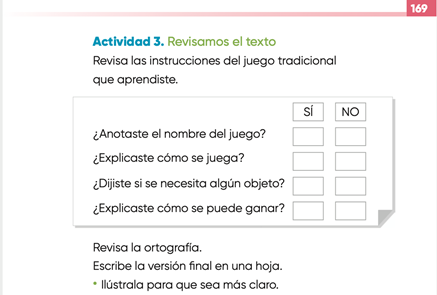 169
Actividad 3. Revisamos el texto
Revisa las instrucciones del juego tradicional
que aprendiste.
SÍ NO
¿Anotaste el nombre del juego?
¿Explicaste cómo se juega?
¿Dijiste si se necesita algún objeto?
¿Explicaste cómo se puede ganar?
Revisa la ortografía.
Escribe la versión final en una hoja.
• Ilústrala para que sea más claro.